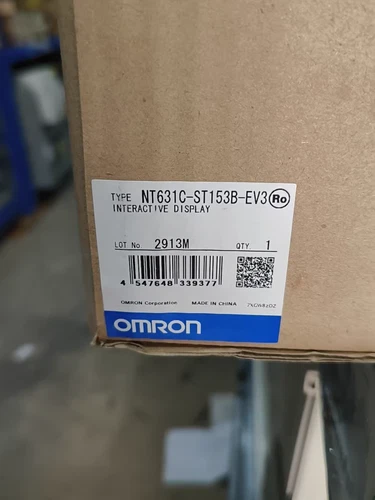 TYPE NT631C-ST153B-EV3 Ro
INTERACTIVE DISPLAY
LOT No. 2913M QTY. 1
4 547648 339377
OMRON Corporation MADE IN CHINA
OMRON